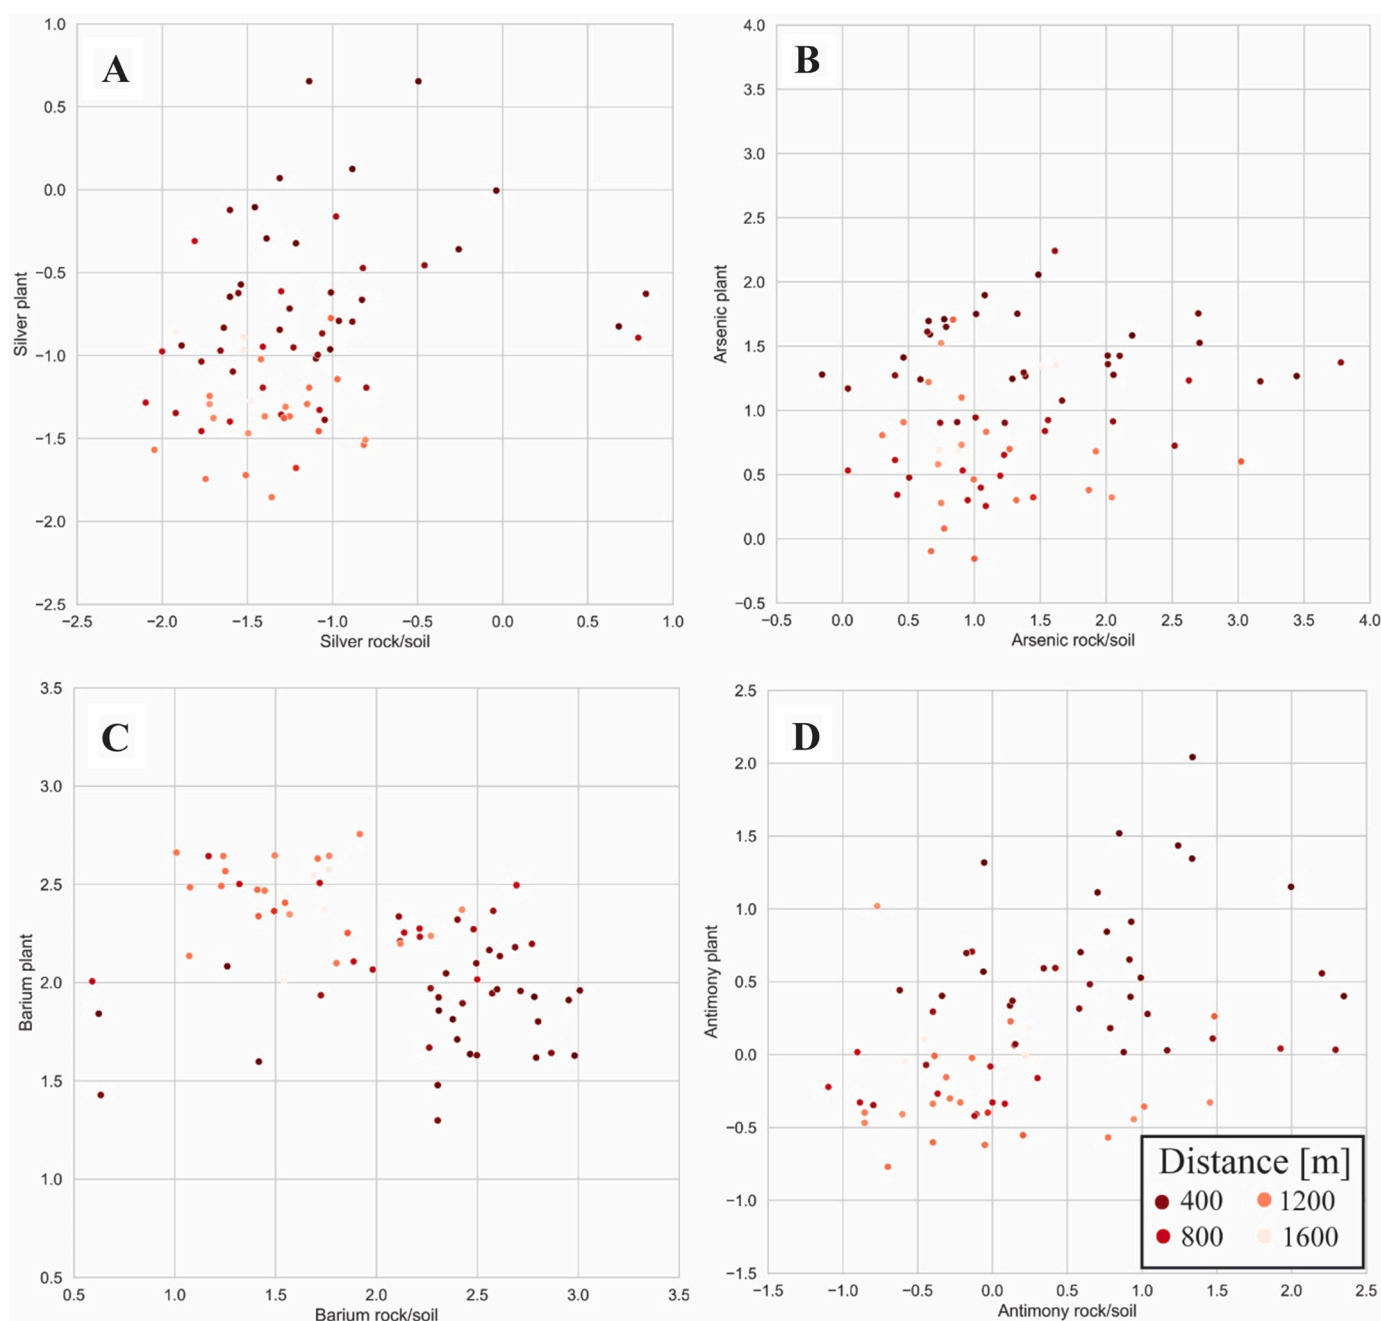 A
1.0
0.5
0.0
−0.5
−1.0
−1.5
−2.0
−2.5
Silver plant
−2.5 −2.0 −1.5 −1.0 −0.5 0.0 0.5 1.0
Silver rock/soil
B
4.0
3.5
3.0
2.5
2.0
1.5
1.0
0.5
0.0
−0.5
Arsenic plant
−0.5 0.0 0.5 1.0 1.5 2.0 2.5 3.0 3.5 4.0
Arsenic rock/soil
C
3.5
3.0
2.5
2.0
1.5
1.0
0.5
Barium plant
0.5 1.0 1.5 2.0 2.5 3.0 3.5
Barium rock/soil
D
2.5
2.0
1.5
1.0
0.5
0.0
−0.5
−1.0
−1.5
Antimony plant
−1.5 −1.0 −0.5 0.0 0.5 1.0 1.5 2.0 2.5
Antimony rock/soil
Distance [m]
400 1200
800 1600